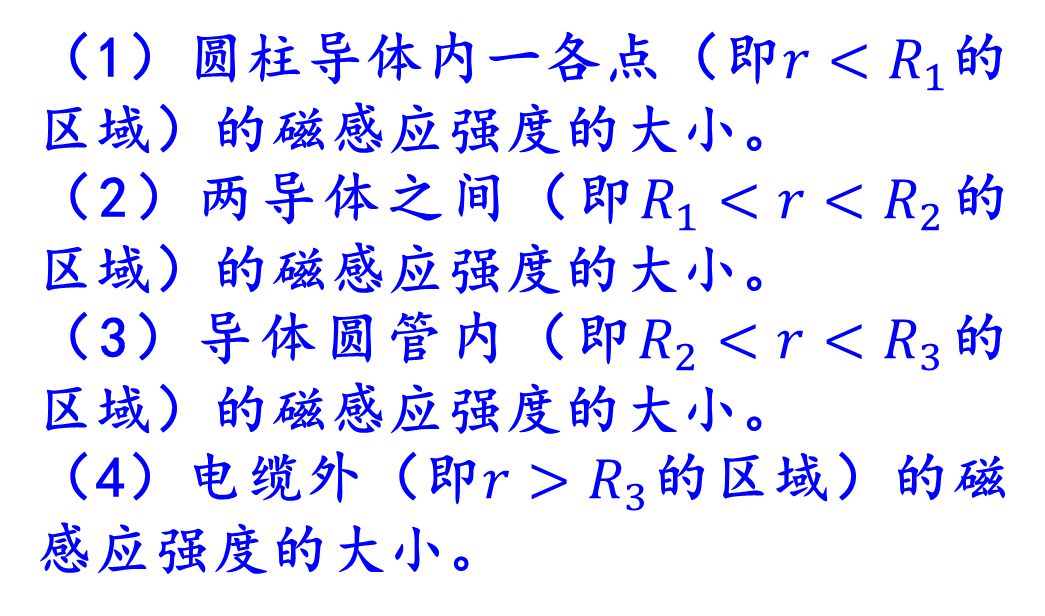 （1）圆柱导体内一各点（即r < R₁的
区域）的磁感应强度的大小。
（2）两导体之间（即R₁ < r < R₂的
区域）的磁感应强度的大小。
（3）导体圆管内（即R₂ < r < R₃的
区域）的磁感应强度的大小。
（4）电缆外（即r > R₃的区域）的磁
感应强度的大小。